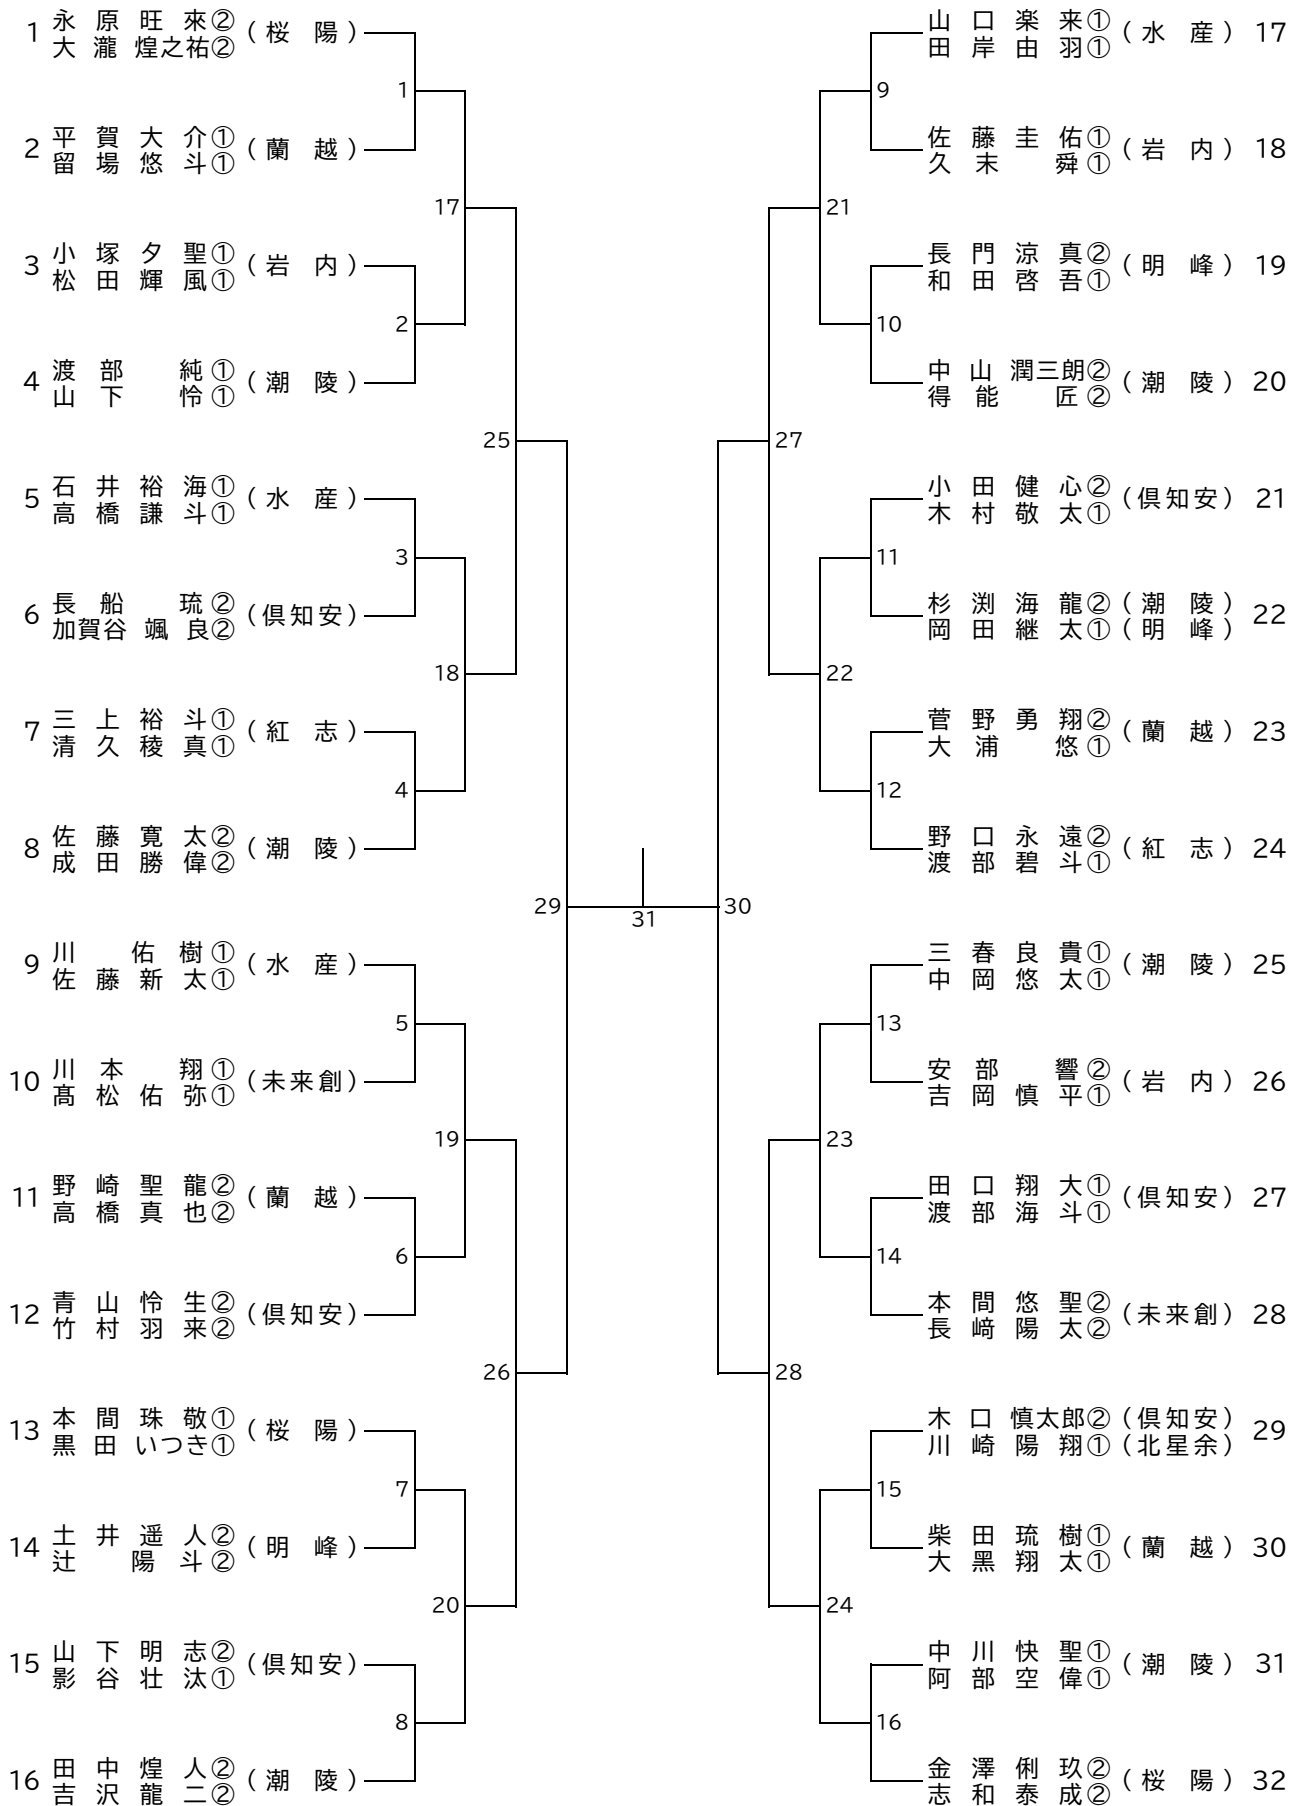 1 永原旺來② (桜陽)
大瀧煌之祐②
2 平賀大介① (蘭越)
留場悠斗①
3 小塚夕聖① (岩内)
松田輝風①
4 渡部純① (潮陵)
山下怜①
5 石井裕海① (水産)
高橋謙斗①
6 長船琉② (倶知安)
加賀谷颯良②
7 三上裕斗① (紅志)
清久稜真①
8 佐藤寛太② (潮陵)
成田勝偉②
9 川佑樹① (水産)
佐藤新太①
10 川本翔① (未来創)
髙松佑弥①
11 野崎聖龍② (蘭越)
高橋真也②
12 青山怜生② (倶知安)
竹村羽来②
13 本間珠敬① (桜陽)
黒田いつき①
14 土井遥人② (明峰)
辻陽斗②
15 山下明志② (倶知安)
影谷壮汰①
16 田中煌人② (潮陵)
吉沢龍二②
1
2
3
4
5
6
7
8
17
18
19
20
25
26
29
31
30
27
28
21
22
23
24
9
10
11
12
13
14
15
16
山口楽来① (水産) 17
田岸由羽①
佐藤圭佑① (岩内) 18
久末舜①
長門涼真② (明峰) 19
和田啓吾①
中山潤三朗② (潮陵) 20
得能匠②
小田健心② (倶知安) 21
木村敬太①
杉渕海龍② (潮陵) 22
岡田継太① (明峰)
菅野勇翔② (蘭越) 23
大浦悠①
野口永遠② (紅志) 24
渡部碧斗①
三春良貴① (潮陵) 25
中岡悠太①
安部響② (岩内) 26
吉岡慎平①
田口翔大① (倶知安) 27
渡部海斗①
本間悠聖② (未来創) 28
長﨑陽太②
木口慎太郎② (倶知安) 29
川崎陽翔① (北星余)
柴田琉樹① (蘭越) 30
大黑翔太①
中川快聖① (潮陵) 31
阿部空偉①
金澤俐玖② (桜陽) 32
志和泰成②